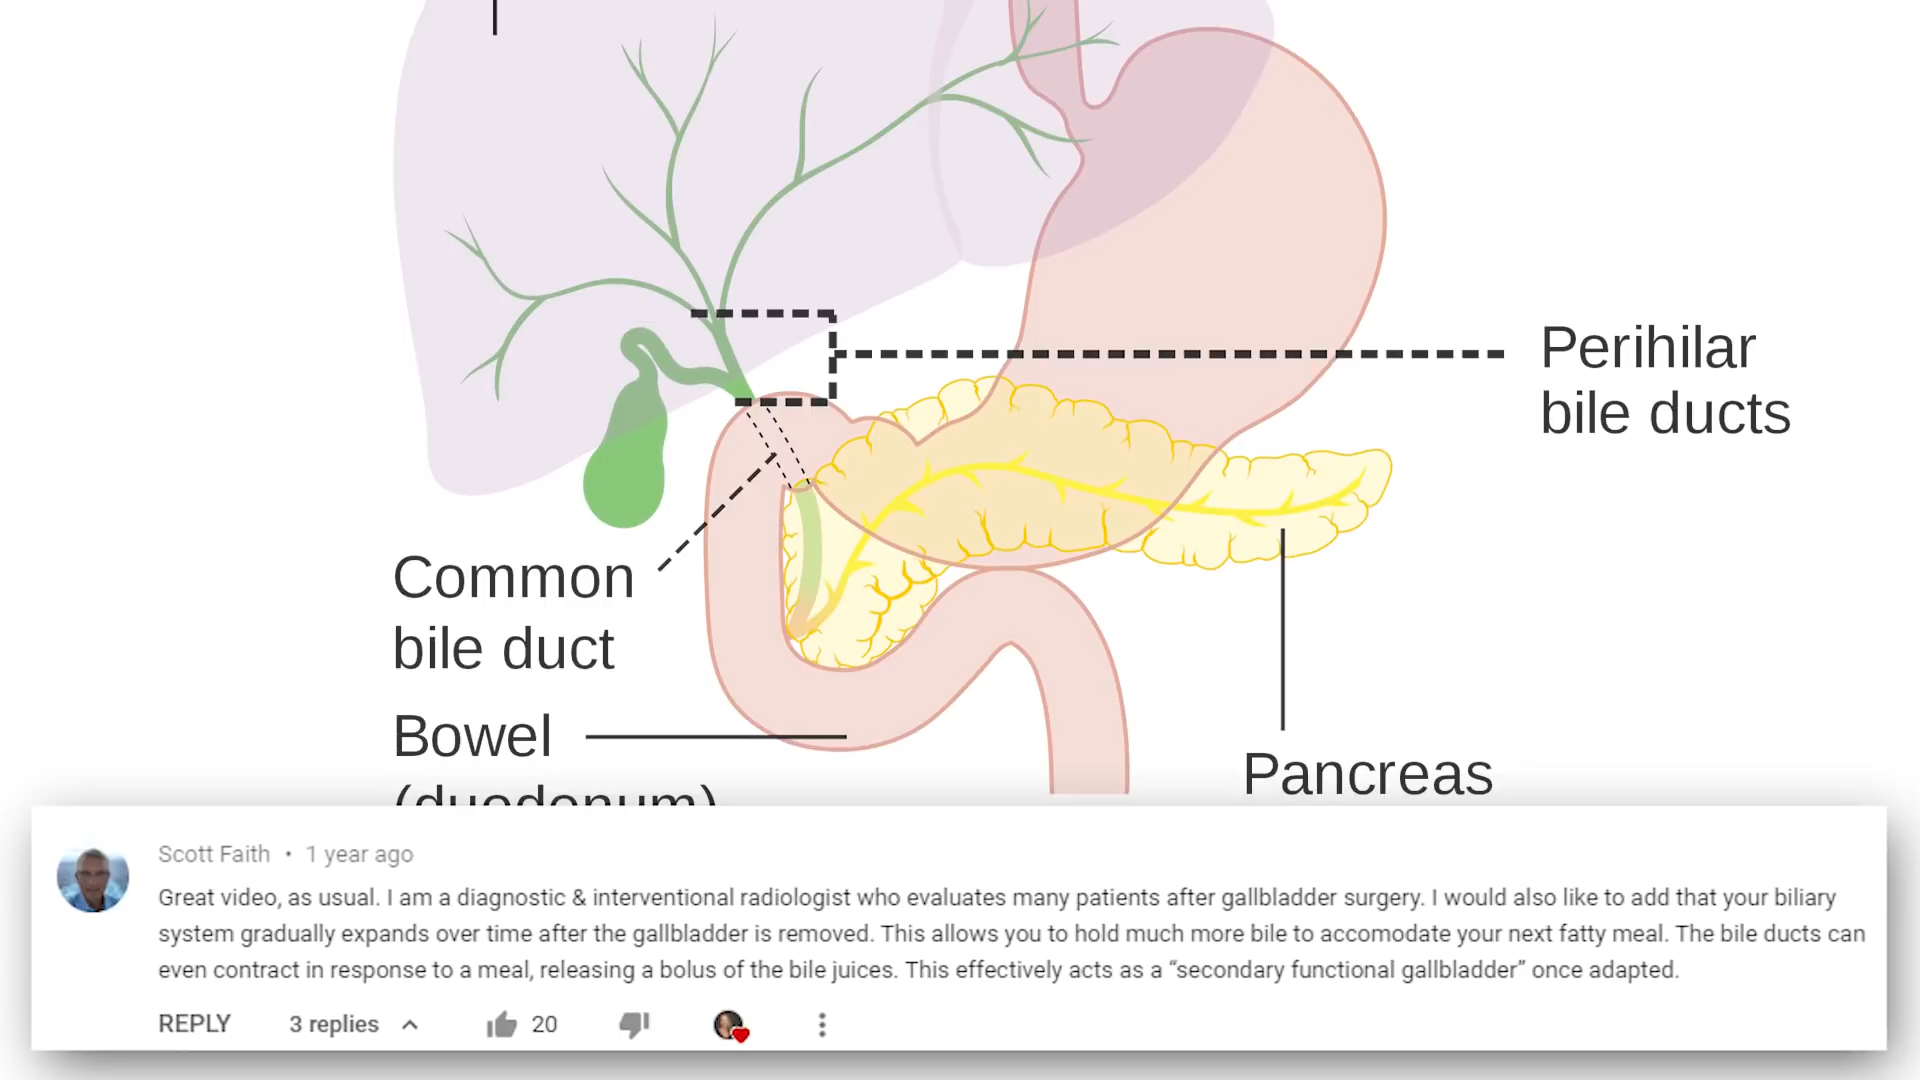 Perihilar
bile ducts
Common
bile duct
Bowel
(duodenum)
Pancreas
Scott Faith • 1 year ago
Great video, as usual. I am a diagnostic & interventional radiologist who evaluates many patients after gallbladder surgery. I would also like to add that your biliary
system gradually expands over time after the gallbladder is removed. This allows you to hold much more bile to accomodate your next fatty meal. The bile ducts can
even contract in response to a meal, releasing a bolus of the bile juices. This effectively acts as a “secondary functional gallbladder” once adapted.
REPLY 3 replies 20